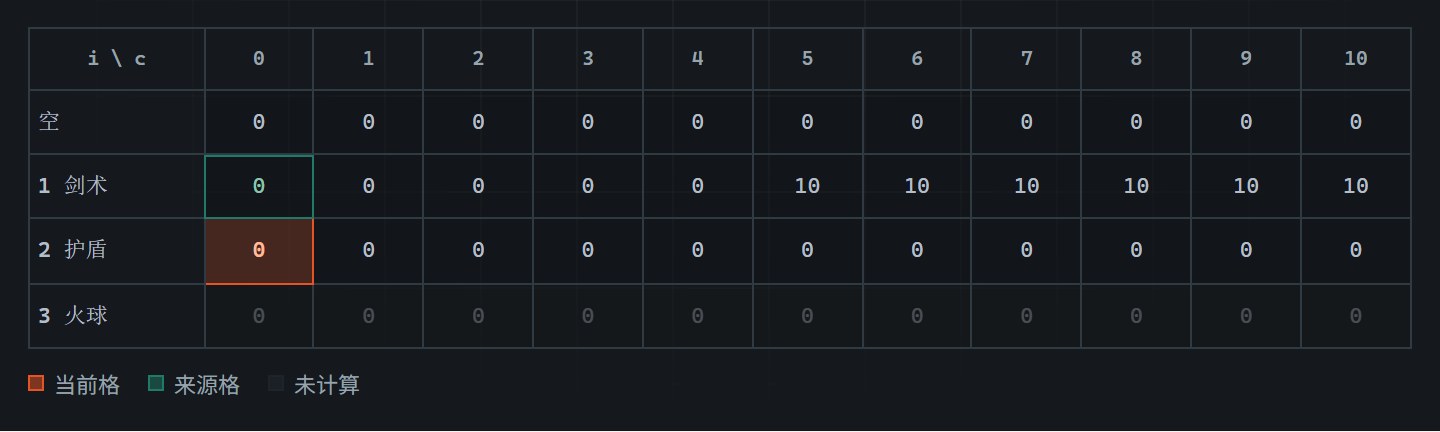 i \ c 0 1 2 3 4 5 6 7 8 9 10
空 0 0 0 0 0 0 0 0 0 0 0
1 剑术 0 0 0 0 0 10 10 10 10 10 10
2 护盾 0 0 0 0 0 0 0 0 0 0 0
3 火球 0 0 0 0 0 0 0 0 0 0 0
当前格 来源格 未计算